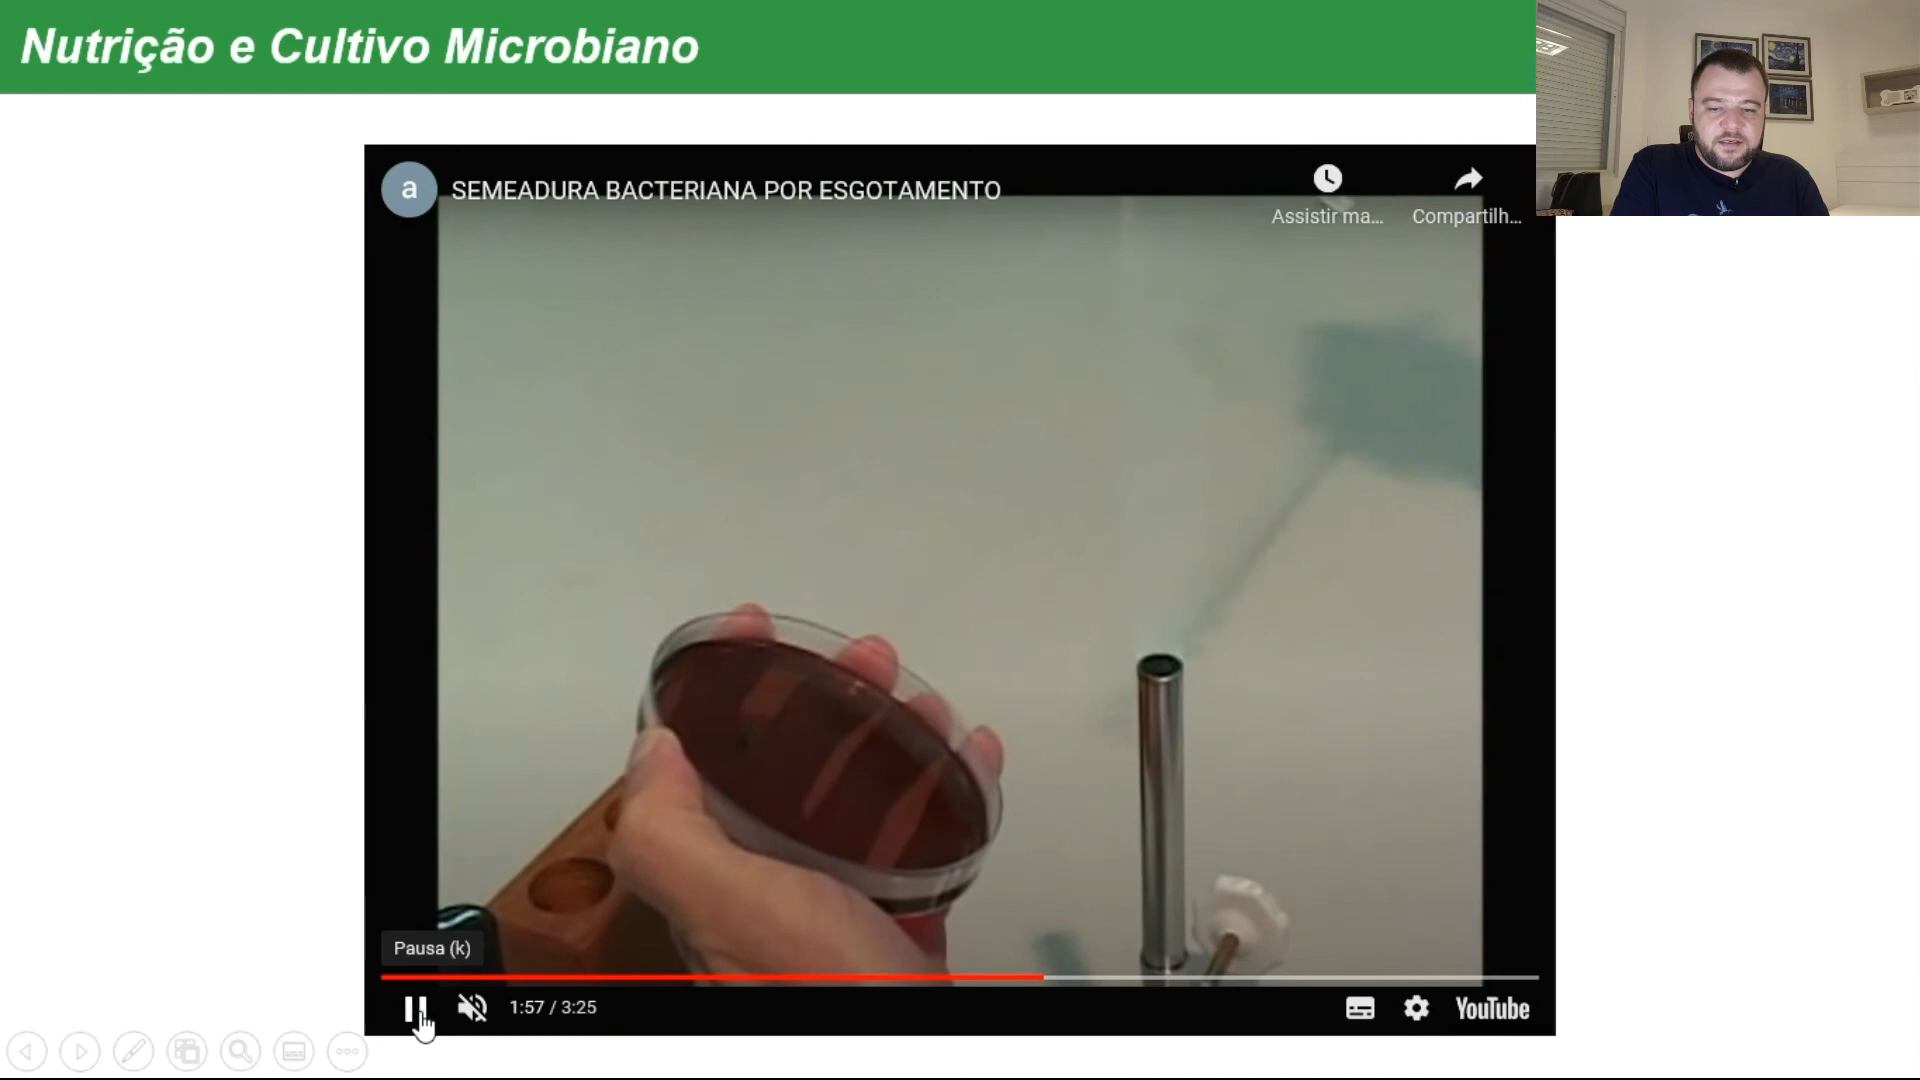 Nutrição e Cultivo Microbiano
a
SEMEADURA BACTERIANA POR ESGOTAMENTO
Assistir ma...
Compartilh...
Pausa (k)
1:57 / 3:25
YouTube